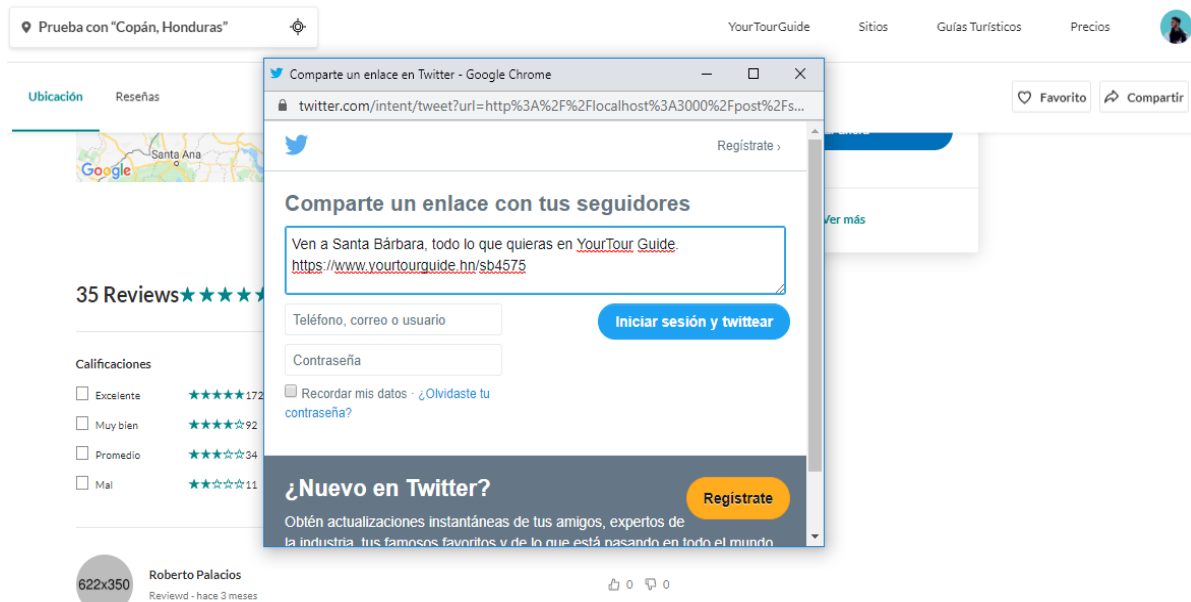 Prueba con “Copán, Honduras”
YourTourGuide
Sitios
Guías Turísticos
Precios
Ubicación
Reseñas
Favorito
Compartir
Santa Ana
Google
Comparte un enlace en Twitter - Google Chrome
twitter.com/intent/tweet?url=http%3A%2F%2Flocalhost%3A3000%2Fpost%2Fs...
Regístrate ›
Comparte un enlace con tus seguidores
Ven a Santa Bárbara, todo lo que quieras en YourTour Guide.
https://www.yourtourguide.hn/sb4575
Teléfono, correo o usuario
Iniciar sesión y twittear
Contraseña
Recordar mis datos · ¿Olvidaste tu
contraseña?
¿Nuevo en Twitter?
Regístrate
Obtén actualizaciones instantáneas de tus amigos, expertos de
la industria, tus famosos favoritos y de lo que está pasando en todo el mundo
Ver más
35 Reviews★★★★★
Calificaciones
Excelente ★★★★★172
Muy bien ★★★★☆92
Promedio ★★★☆☆34
Mal ★★☆☆☆11
622x350
Roberto Palacios
Reviewd - hace 3 meses
0
0